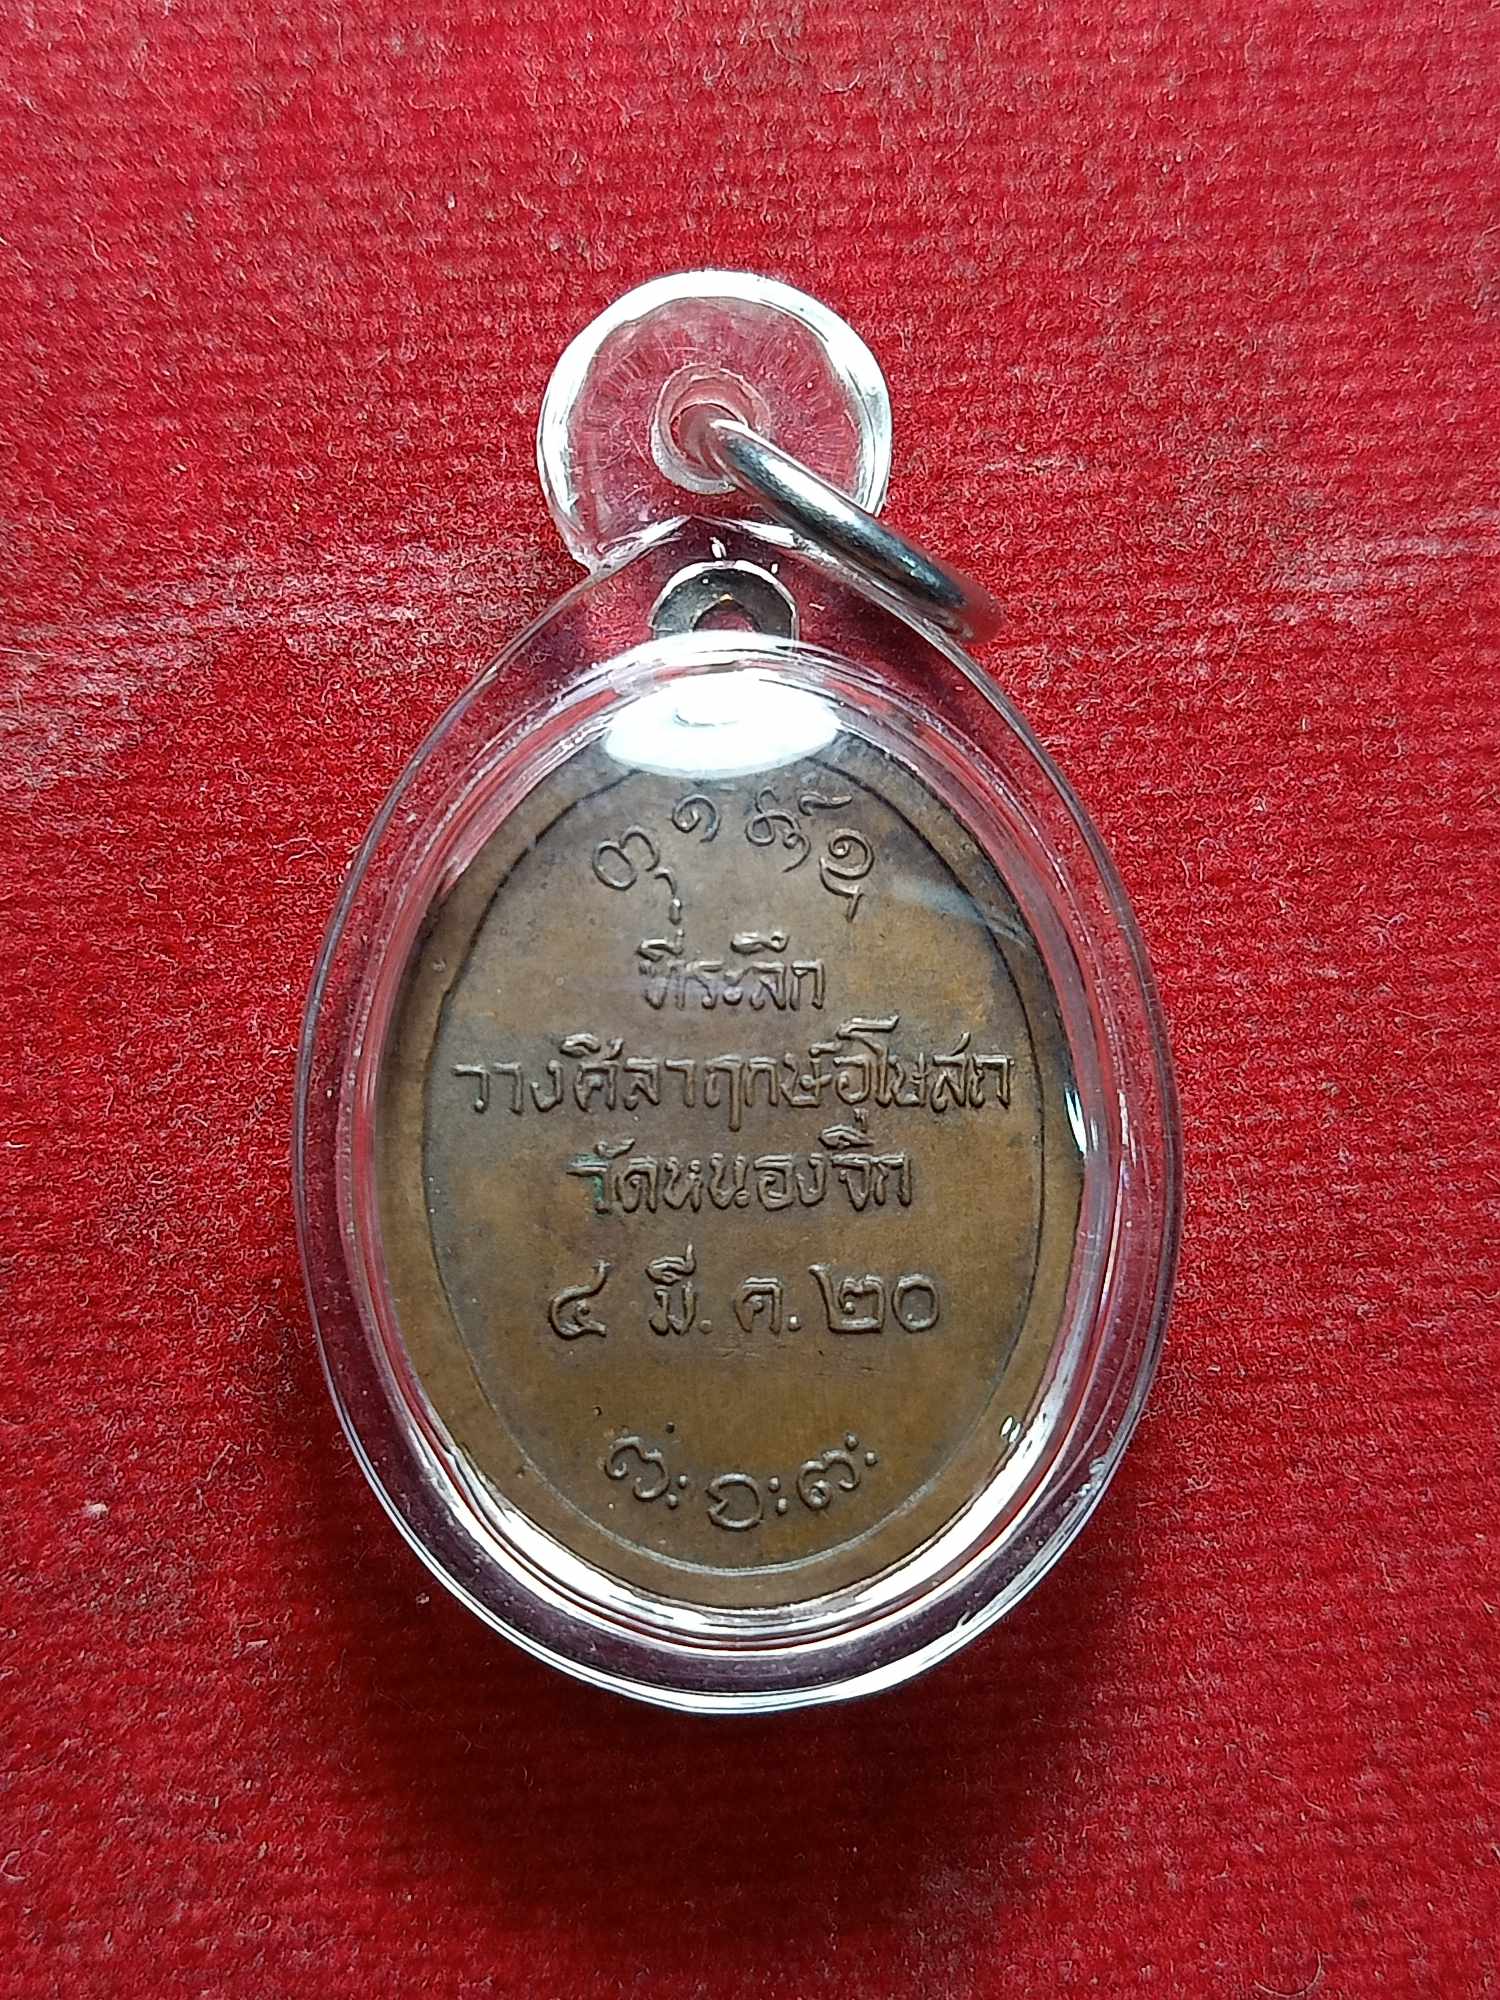 ที่ระลึก
วางศิลาฤกษ์อุโบสถ
วัดหนองจิก
๔ มี.ค.๒๐